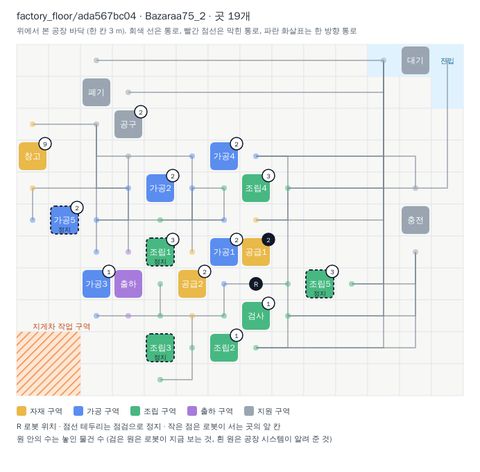 factory_floor/ada567bc04 · Bazaraa75_2 · 곳 19개
위에서 본 공장 바닥 (한 칸 3 m). 회색 선은 통로, 빨간 점선은 막힌 통로, 파란 화살표는 한 방향 통로
대기
폐기
2
공구
9
창고
2
가공4
2
가공2
3
조립4
2
가공5
정지
충전
3
조립1
정지
2
가공1
2
공급1
1
가공3
출하
2
공급2
R
3
조립5
정지
1
검사
지게차 작업 구역
조립3
정지
1
조립2
자재 구역
가공 구역
조립 구역
출하 구역
지원 구역
R 로봇 위치 · 점선 테두리는 점검으로 정지 · 작은 점은 로봇이 서는 곳의 앞 칸
원 안의 수는 놓인 물건 수 (검은 원은 로봇이 지금 보는 것, 흰 원은 공장 시스템이 알려 준 것)